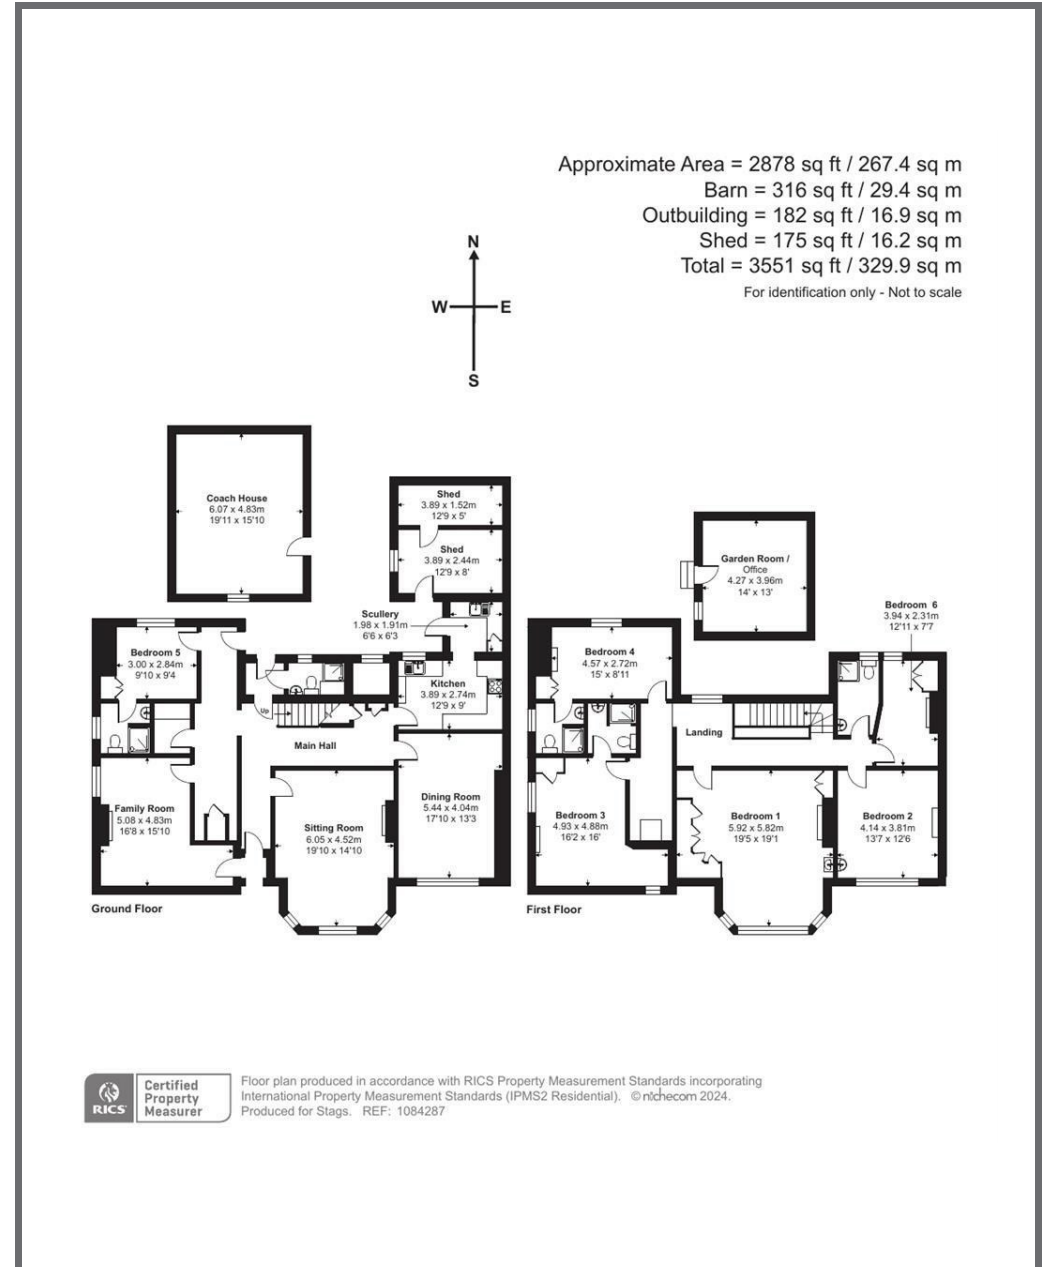 Approximate Area = 2878 sq ft / 267.4 sq m
Barn = 316 sq ft / 29.4 sq m
Outbuilding = 182 sq ft / 16.9 sq m
Shed = 175 sq ft / 16.2 sq m
Total = 3551 sq ft / 329.9 sq m
For identification only - Not to scale
N
W
E
S
Coach House
6.07 x 4.83m
19'11 x 15'10
Shed
3.89 x 1.52m
12'9 x 5'
Shed
3.89 x 2.44m
12'9 x 8'
Scullery
1.98 x 1.91m
6'6 x 6'3
Bedroom 5
3.00 x 2.84m
9'10 x 9'4
Kitchen
3.89 x 2.74m
12'9 x 9'
Up
Main Hall
Family Room
5.08 x 4.83m
16'8 x 15'10
Sitting Room
6.05 x 4.52m
19'10 x 14'10
Dining Room
5.44 x 4.04m
17'10 x 13'3
Ground Floor
Garden Room /
Office
4.27 x 3.96m
14' x 13'
Bedroom 6
3.94 x 2.31m
12'11 x 7'7
Bedroom 4
4.57 x 2.72m
15' x 8'11
Landing
Bedroom 3
4.93 x 4.88m
16'2 x 16'
Bedroom 1
5.92 x 5.82m
19'5 x 19'1
Bedroom 2
4.14 x 3.81m
13'7 x 12'6
First Floor
RICS
Certified
Property
Measurer
Floor plan produced in accordance with RICS Property Measurement Standards incorporating
International Property Measurement Standards (IPMS2 Residential). © nichecom 2024.
Produced for Stags. REF: 1084287